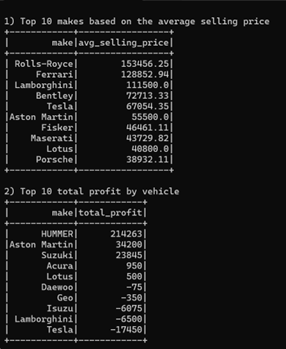 1) Top 10 makes based on the average selling price
+------------+-----------------+
|        make|avg_selling_price|
+------------+-----------------+
| Rolls-Royce|        153456.25|
|     Ferrari|        128852.94|
| Lamborghini|         111500.0|
|     Bentley|         72713.33|
|       Tesla|         67054.35|
|Aston Martin|          55500.0|
|      Fisker|         46461.11|
|    Maserati|         43729.82|
|       Lotus|          40800.0|
|     Porsche|         38932.11|
+------------+-----------------+
2) Top 10 total profit by vehicle
+------------+------------+
|        make|total_profit|
+------------+------------+
|      HUMMER|      214263|
|Aston Martin|       34200|
|      Suzuki|       23845|
|       Acura|         950|
|       Lotus|         500|
|      Daewoo|         -75|
|         Geo|        -350|
|       Isuzu|       -6075|
| Lamborghini|       -6500|
|       Tesla|      -17450|
+------------+------------+